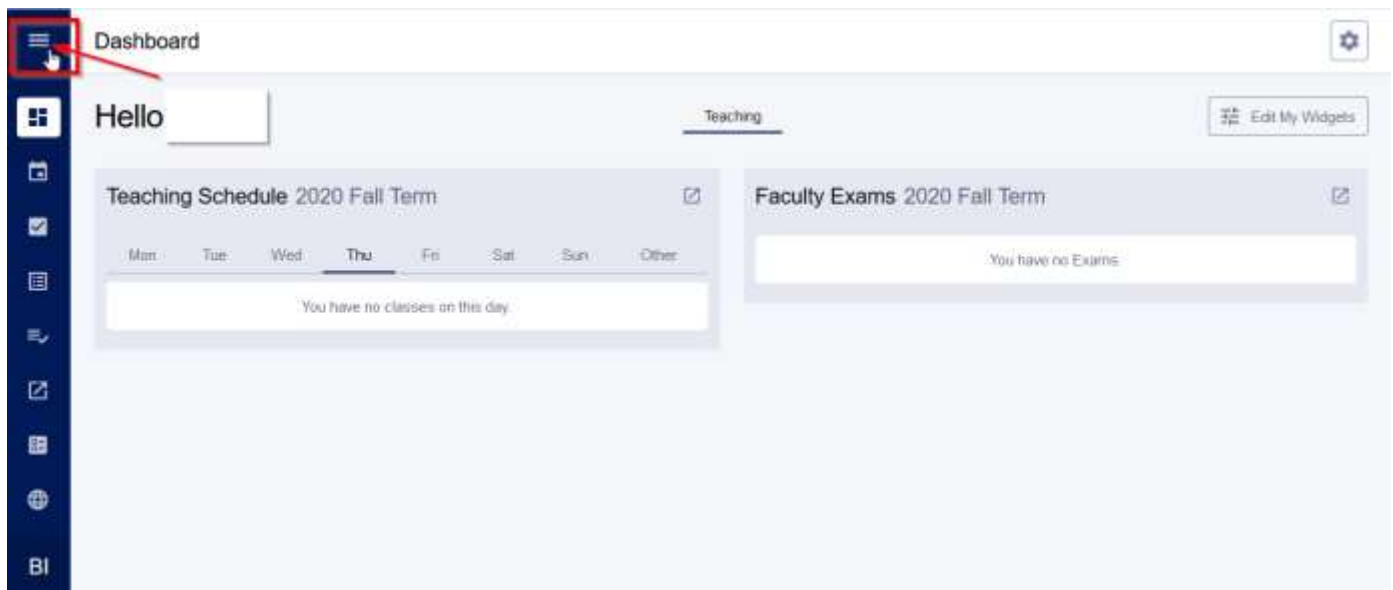 Dashboard
Hello
Teaching
Edit My Widgets
Teaching Schedule 2020 Fall Term
Mon Tue Wed Thu Fri Sat Sun Other
You have no classes on this day.
Faculty Exams 2020 Fall Term
You have no Exams
BI